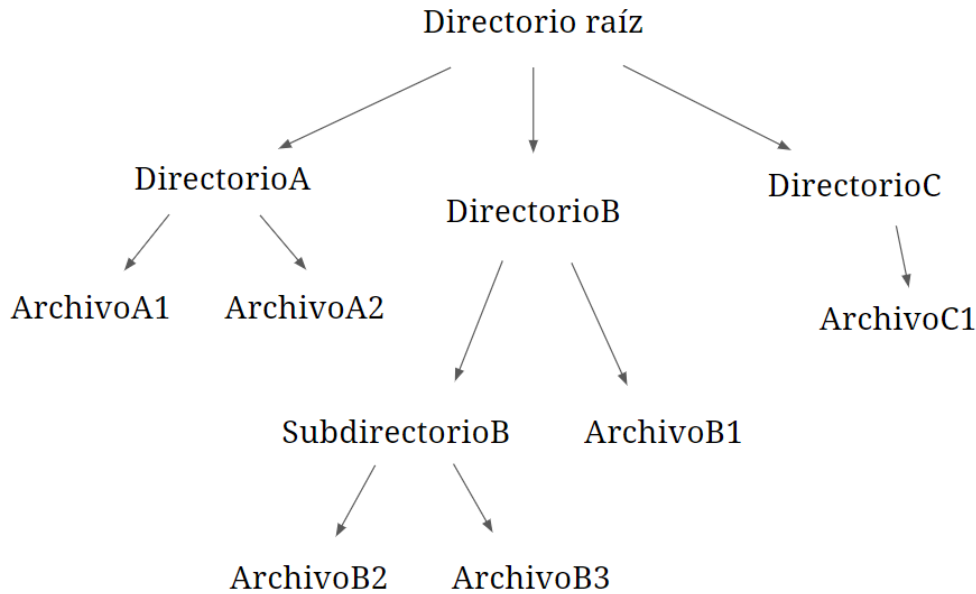 Directorio raíz
DirectorioA
DirectorioB
DirectorioC
ArchivoA1
ArchivoA2
ArchivoC1
SubdirectorioB
ArchivoB1
ArchivoB2
ArchivoB3